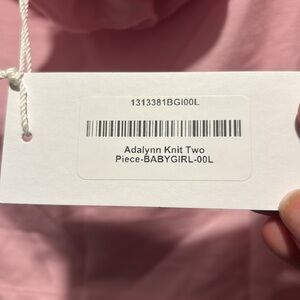 1313381BGI00L
Adalynn Knit Two
Piece-BABYGIRL-00L